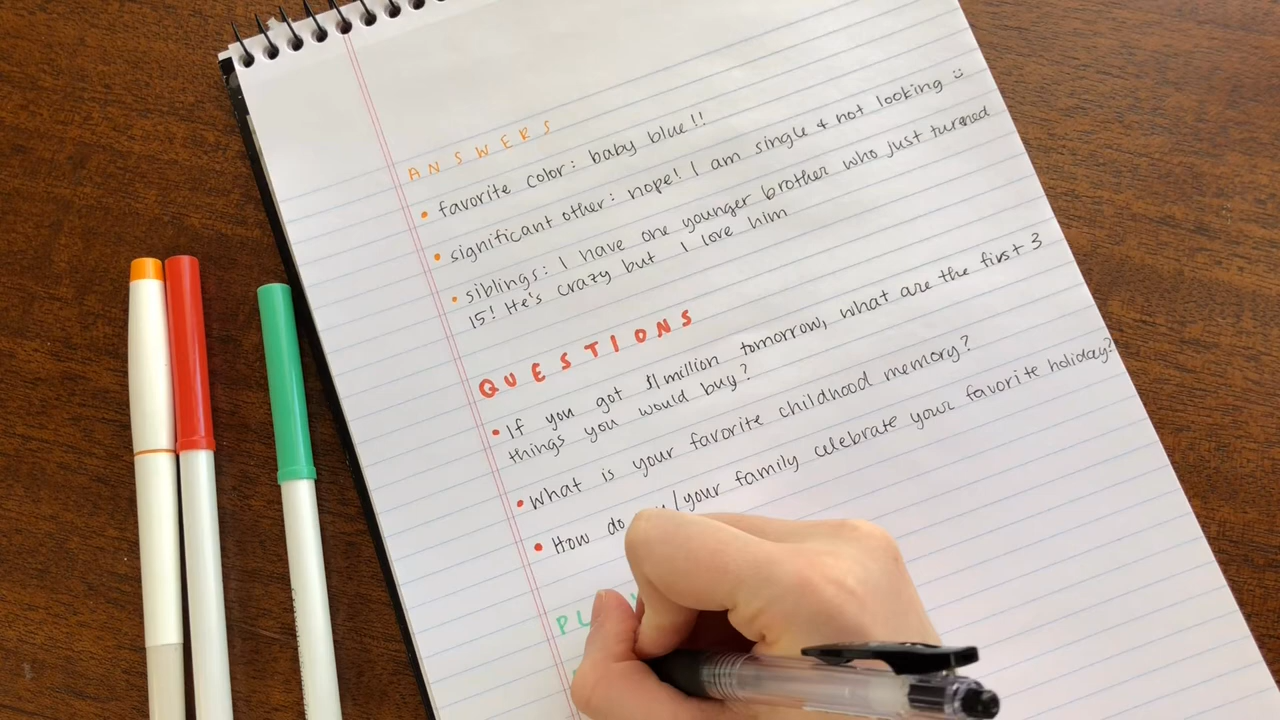 ANSWERS
• favorite color: baby blue!!
• significant other: nope! I am single & not looking :)
• siblings: I have one younger brother who just turned
15! He's crazy but I love him
QUESTIONS
• If you got $1 million tomorrow, what are the first 3
things you would buy?
• What is your favorite childhood memory?
• How do /your family celebrate your favorite holiday?
PL